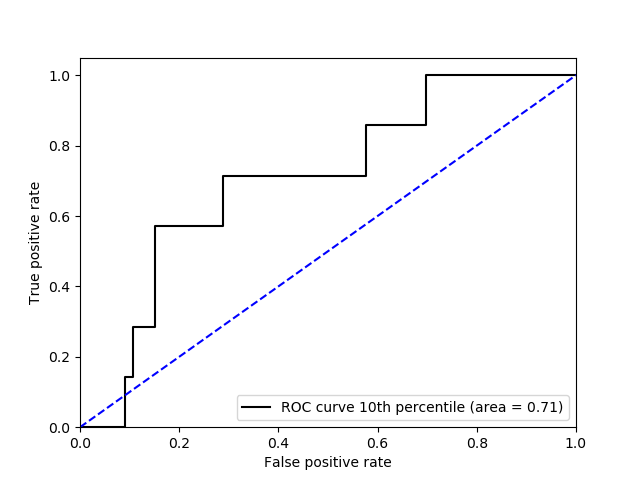 1.0
0.8
0.6
0.4
0.2
0.0
True positive rate
ROC curve 10th percentile (area = 0.71)
0.0 0.2 0.4 0.6 0.8 1.0
False positive rate